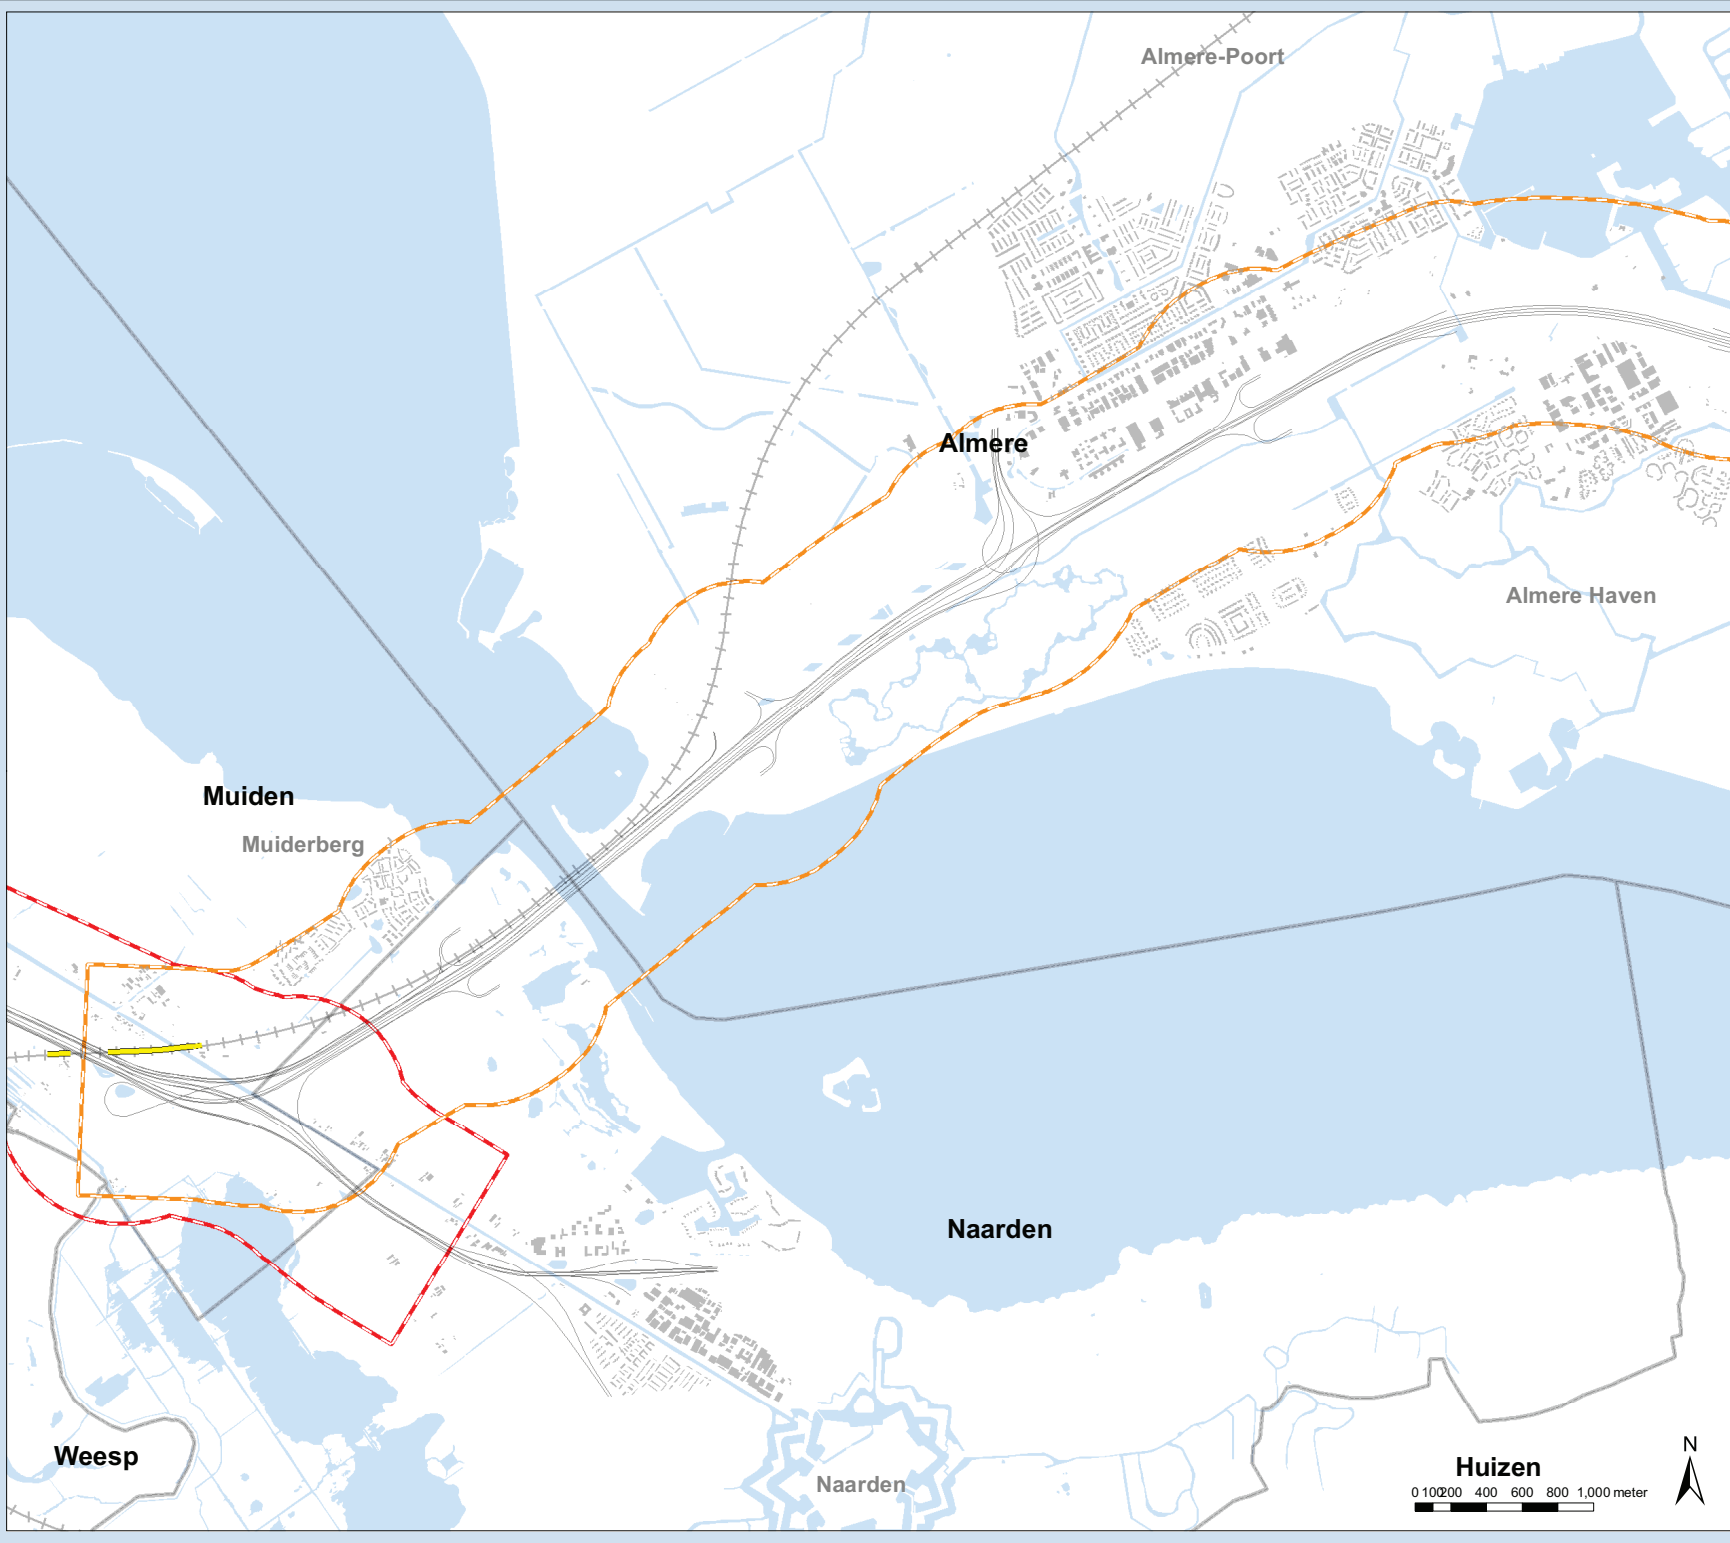 Almere-Poort
Almere
Almere Haven
Muiden
Muiderberg
Naarden
Weesp
Naarden
Huizen
N
0 100 200 400 600 800 1,000 meter